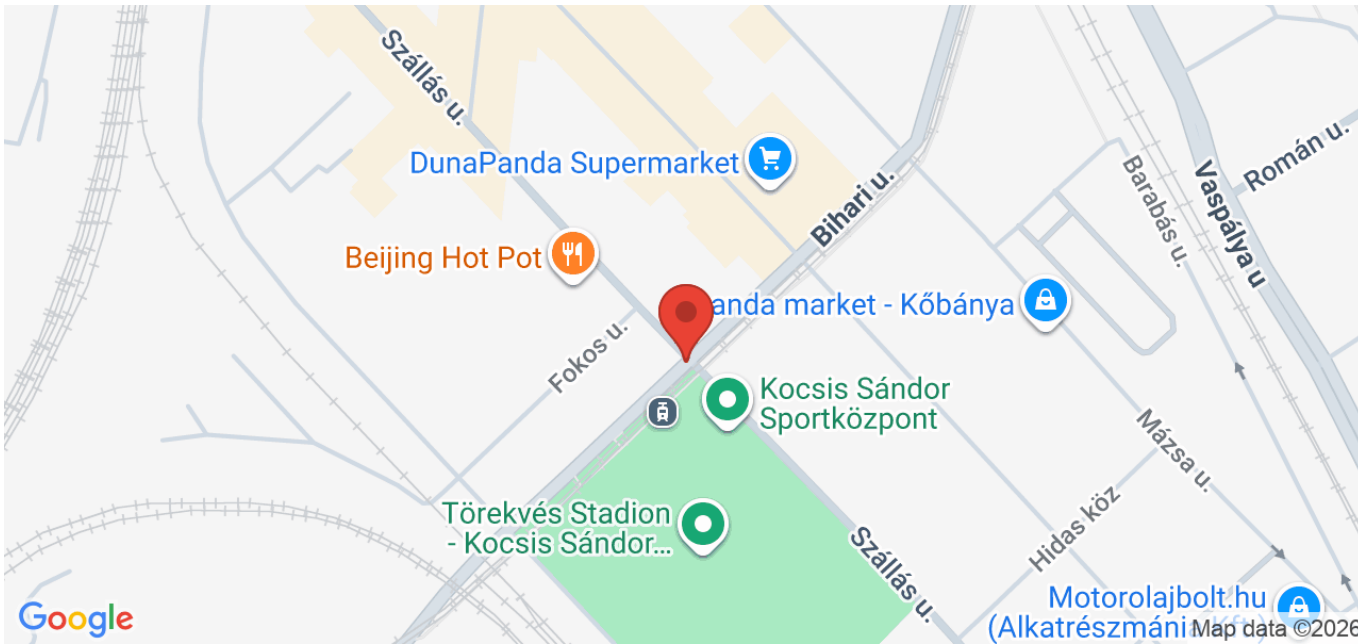 Szállás u.
DunaPanda Supermarket
Bihari u.
Román u.
Barabás u.
Vaspálya u
Beijing Hot Pot
anda market - Kőbánya
Fokos u.
Kocsis Sándor
Sportközpont
Mázsa u.
Törekvés Stadion
- Kocsis Sándor...
Hidas köz
Szállás u.
Motorolajbolt.hu
(Alkatrészmáni
Google
Map data ©2026